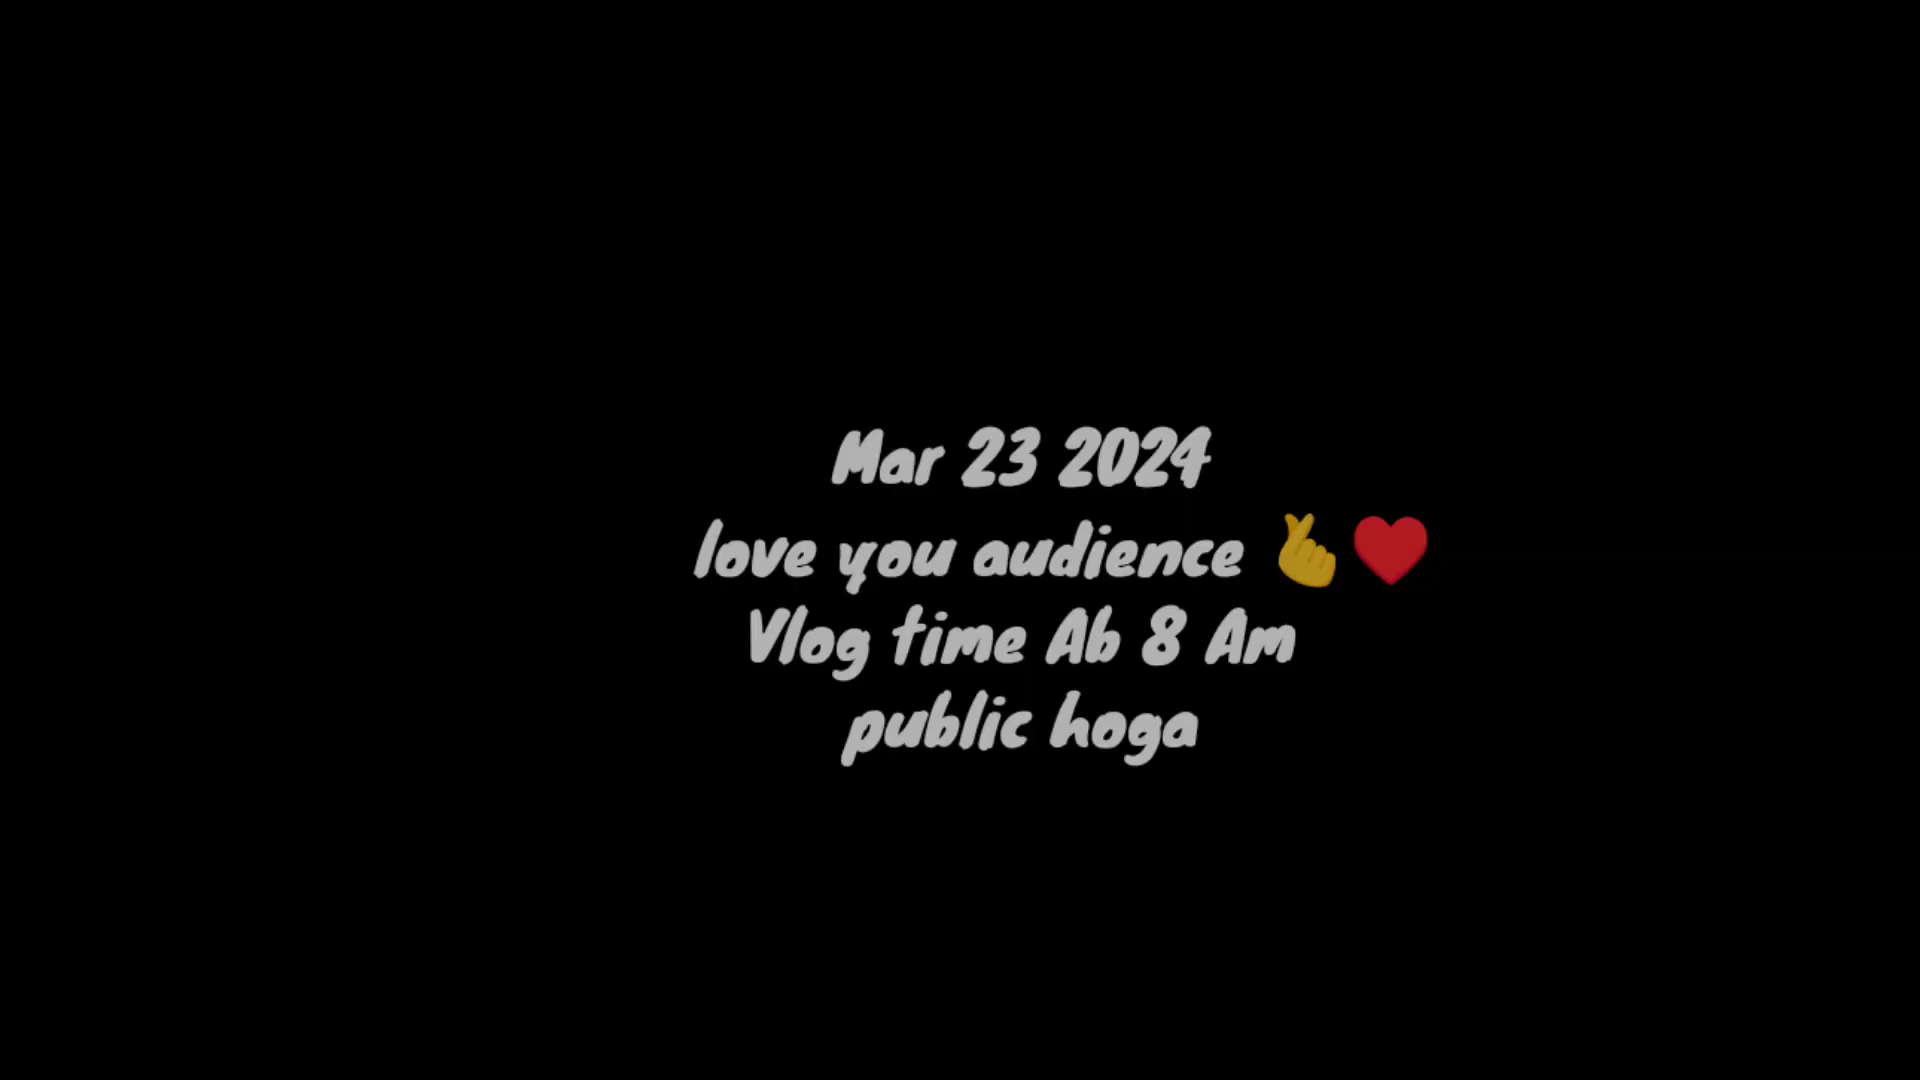 Mar 23 2024
love you audience 🫰❤️
Vlog time Ab 8 Am
public hoga